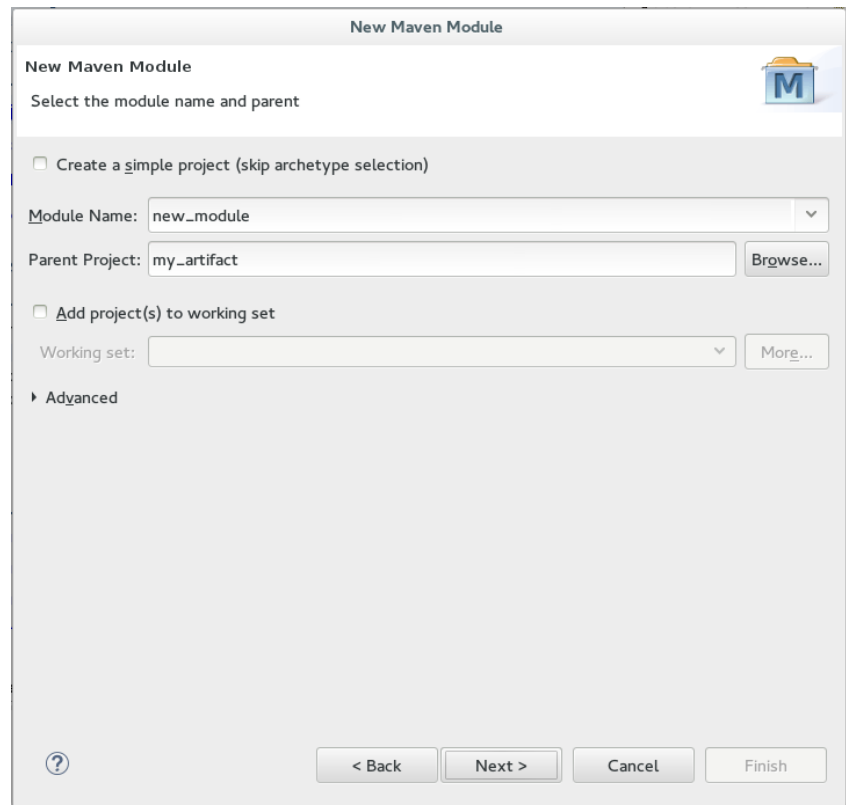 New Maven Module
New Maven Module
Select the module name and parent
M
Create a simple project (skip archetype selection)
Module Name: new_module
Parent Project: my_artifact Browse...
Add project(s) to working set
Working set: More...
Advanced
? < Back Next > Cancel Finish